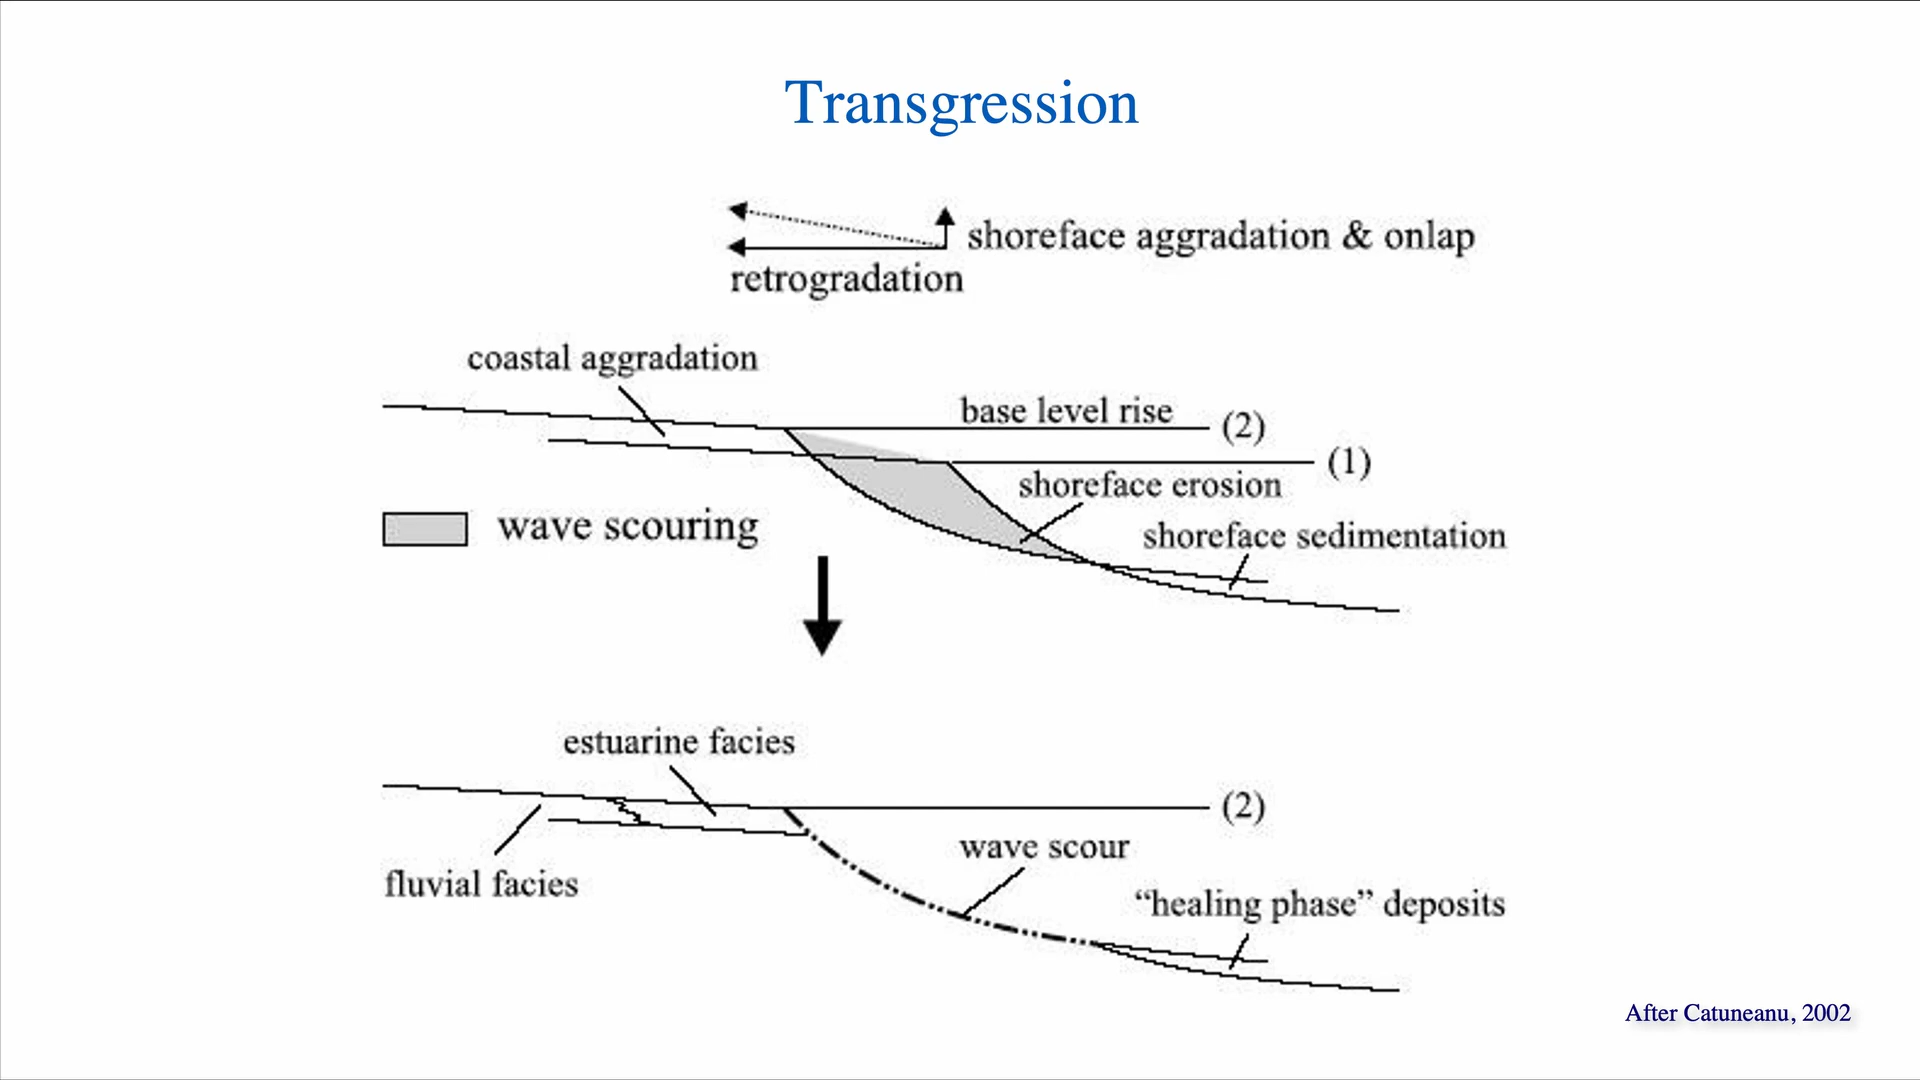 Transgression
shoreface aggradation & onlap
retrogradation
coastal aggradation
base level rise
(2)
(1)
shoreface erosion
wave scouring
shoreface sedimentation
estuarine facies
(2)
wave scour
fluvial facies
“healing phase” deposits
After Catuneanu, 2002